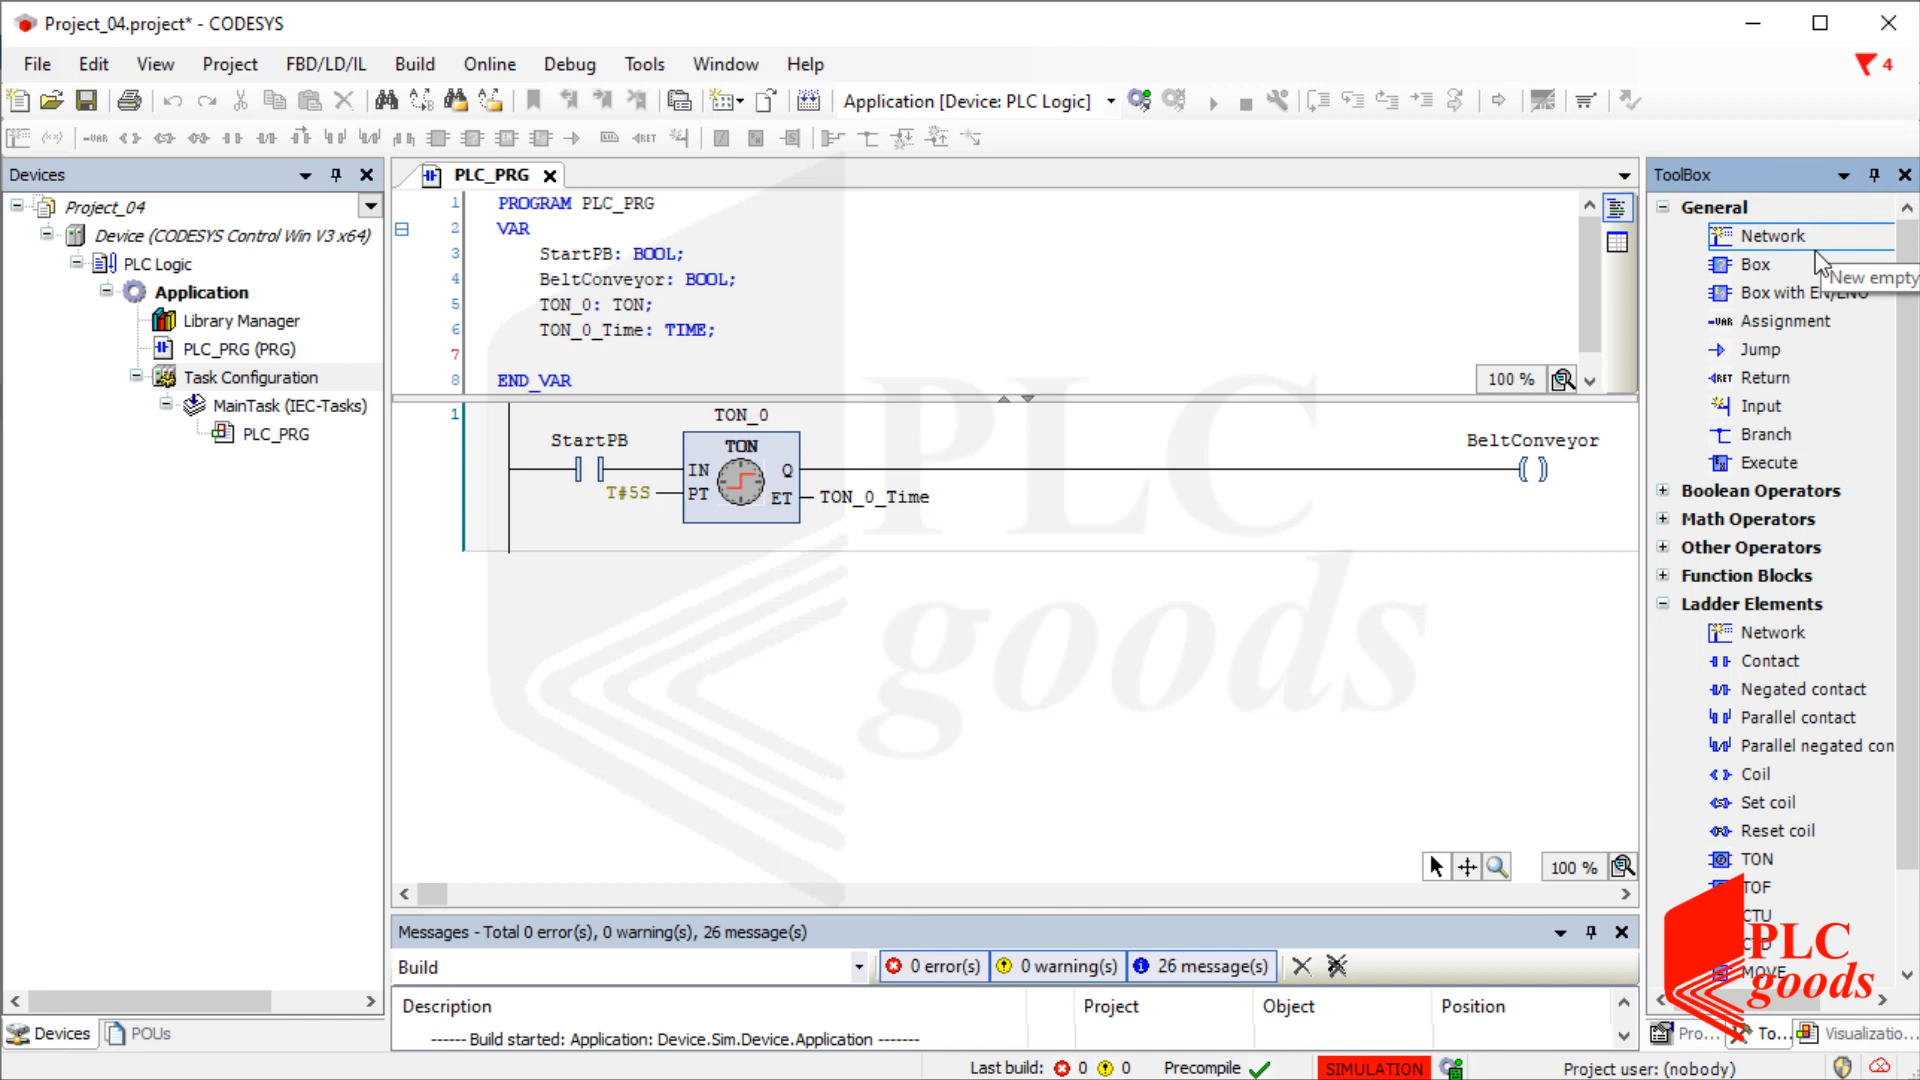 Project_04.project* - CODESYS
File Edit View Project FBD/LD/IL Build Online Debug Tools Window Help
4
Application [Device: PLC Logic]
Devices
Project_04
Device (CODESYS Control Win V3 x64)
PLC Logic
Application
Library Manager
PLC_PRG (PRG)
Task Configuration
MainTask (IEC-Tasks)
PLC_PRG
Devices
POUs
PLC_PRG
1 PROGRAM PLC_PRG
2 VAR
3 StartPB: BOOL;
4 BeltConveyor: BOOL;
5 TON_0: TON;
6 TON_0_Time: TIME;
7
8 END_VAR
100 %
1
TON_0
StartPB
TON
BeltConveyor
IN Q
T#5S PT ET TON_0_Time
PLC
goods
100 %
Messages - Total 0 error(s), 0 warning(s), 26 message(s)
Build
0 error(s) 0 warning(s) 26 message(s)
Description Project Object Position
------ Build started: Application: Device.Sim.Device.Application -------
ToolBox
General
Network
New empty
Box
Box with EN/ENO
Assignment
Jump
Return
Input
Branch
Execute
Boolean Operators
Math Operators
Other Operators
Function Blocks
Ladder Elements
Network
Contact
Negated contact
Parallel contact
Parallel negated con
Coil
Set coil
Reset coil
TON
TOF
CTU
CTD
MOVE
PLC
goods
Pro...
To...
Visualizatio...
Last build: 0 0 Precompile SIMULATION Project user: (nobody)